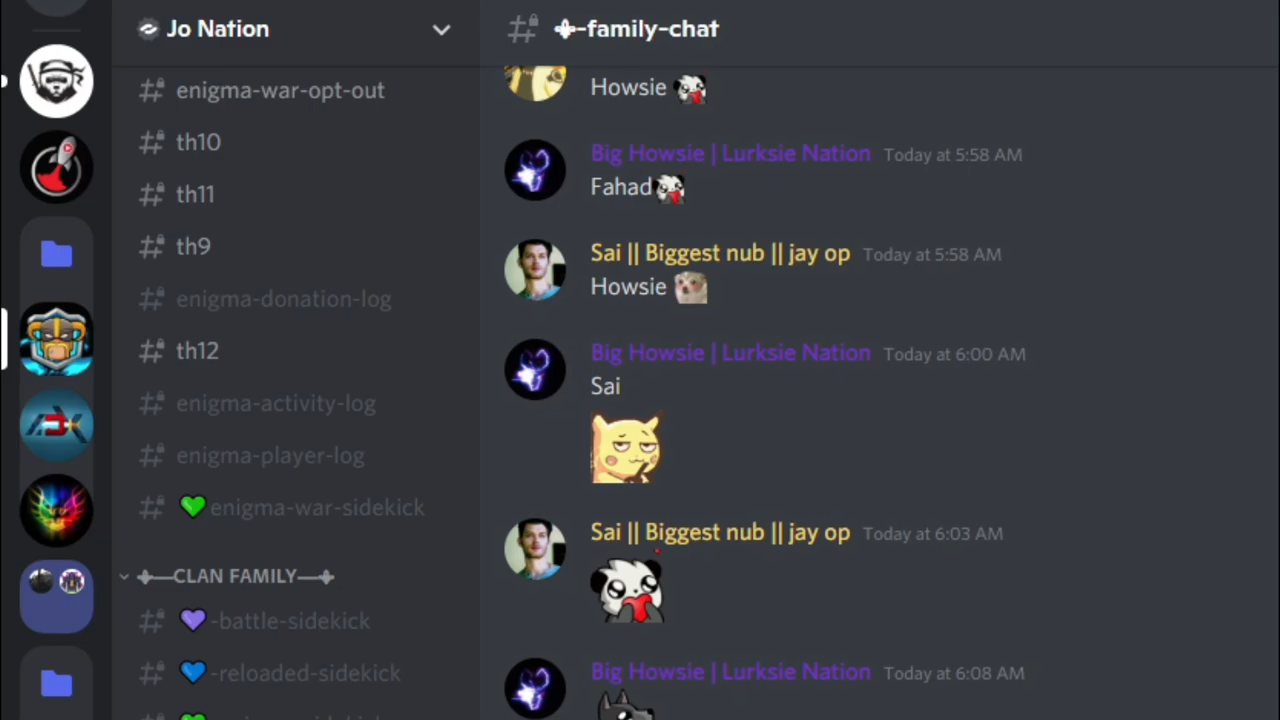 Jo Nation
enigma-war-opt-out
th10
th11
th9
enigma-donation-log
th12
enigma-activity-log
enigma-player-log
💚enigma-war-sidekick
CLAN FAMILY
💜-battle-sidekick
💙-reloaded-sidekick
-family-chat
Howsie
Big Howsie | Lurksie Nation Today at 5:58 AM
Fahad
Sai || Biggest nub || jay op Today at 5:58 AM
Howsie
Big Howsie | Lurksie Nation Today at 6:00 AM
Sai
Sai || Biggest nub || jay op Today at 6:03 AM
Big Howsie | Lurksie Nation Today at 6:08 AM